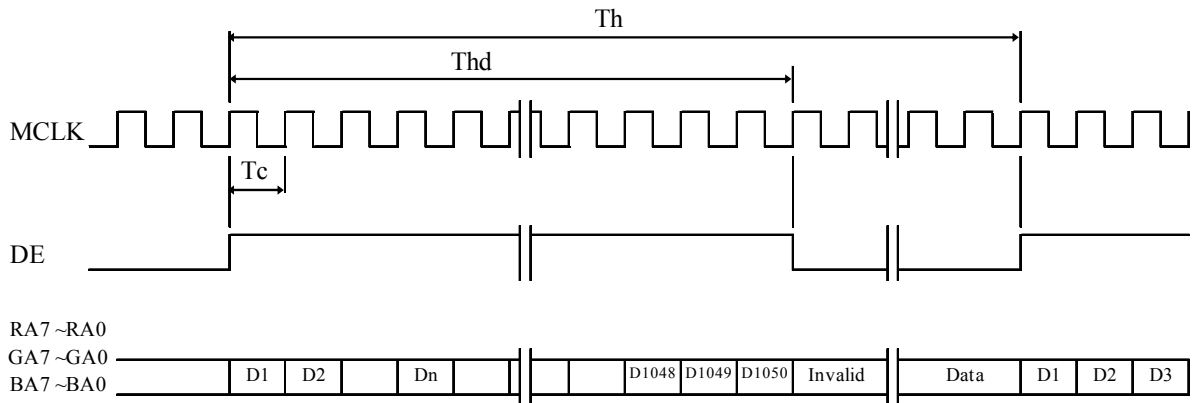 Th
Thd
MCLK
Tc
DE
RA7 ~RA0
GA7 ~GA0
BA7 ~BA0
D1 D2 Dn D1048 D1049 D1050 Invalid Data D1 D2 D3